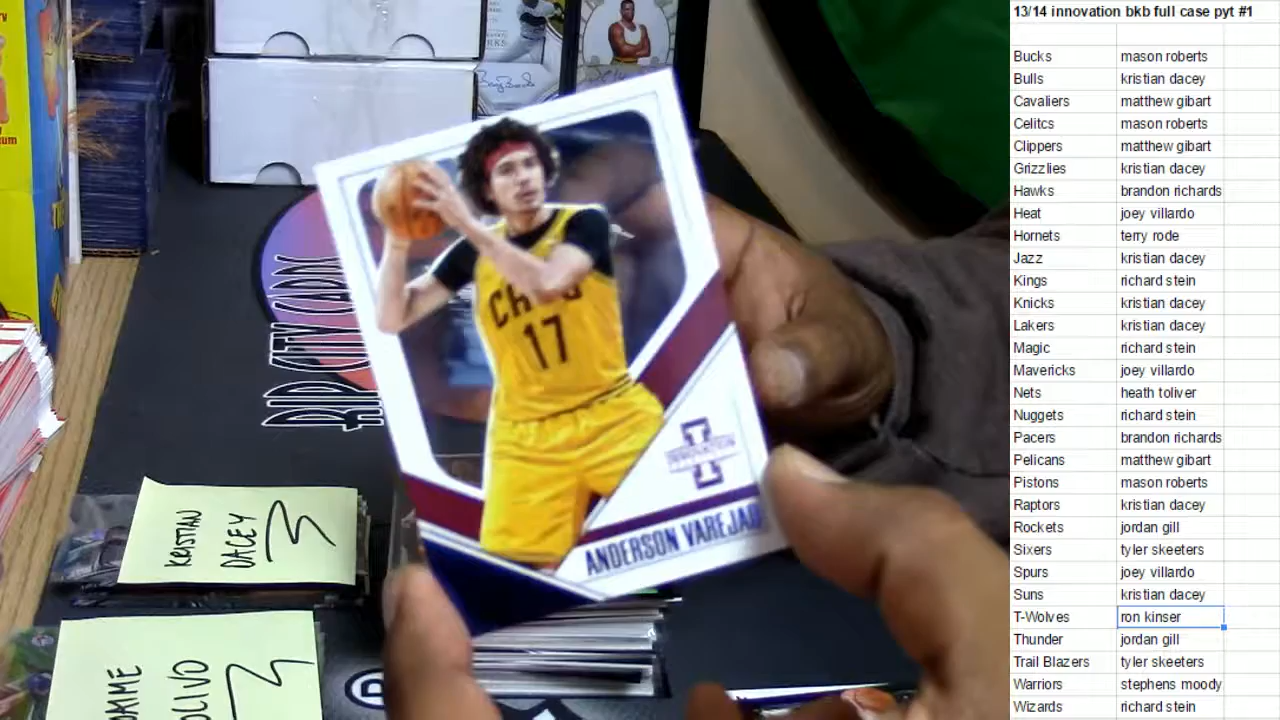 13/14 innovation bkb full case pyt #1
Bucks mason roberts
Bulls kristian dacey
Cavaliers matthew gibart
Celitcs mason roberts
Clippers matthew gibart
Grizzlies kristian dacey
Hawks brandon richards
Heat joey villardo
Hornets terry rode
Jazz kristian dacey
Kings richard stein
Knicks kristian dacey
Lakers kristian dacey
Magic richard stein
Mavericks joey villardo
Nets heath toliver
Nuggets richard stein
Pacers brandon richards
Pelicans matthew gibart
Pistons mason roberts
Raptors kristian dacey
Rockets jordan gill
Sixers tyler skeeters
Spurs joey villardo
Suns kristian dacey
T-Wolves ron kinser
Thunder jordan gill
Trail Blazers tyler skeeters
Warriors stephens moody
Wizards richard stein
RIP CITY CARDS
17
INNOVATION
ANDERSON VAREJAO
KRISTIAN
DACEY
3